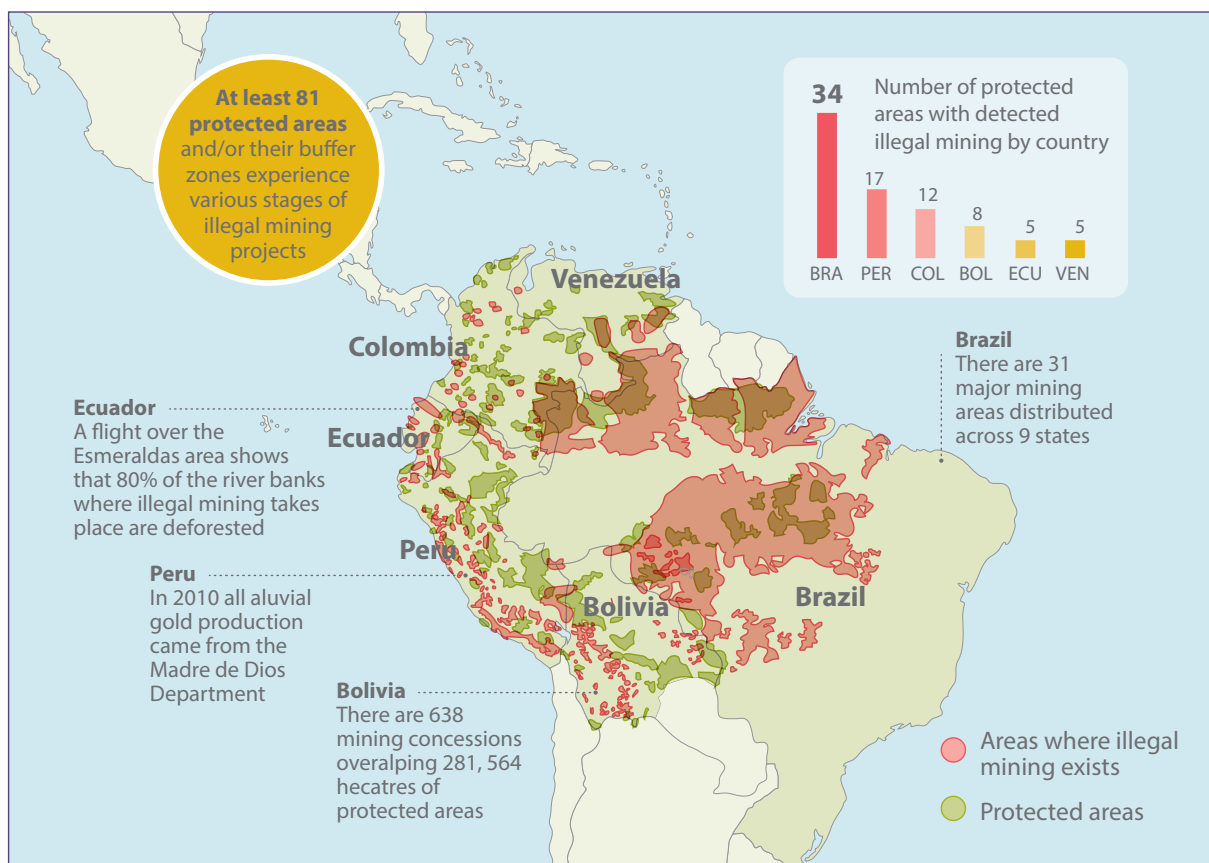 At least 81
protected areas
and/or their buffer
zones experience
various stages of
illegal mining
projects
34
Number of protected
areas with detected
illegal mining by country
17
12
8
5
5
BRA
PER
COL
BOL
ECU
VEN
Venezuela
Colombia
Ecuador
Peru
Bolivia
Brazil
Brazil
There are 31
major mining
areas distributed
across 9 states
Ecuador
A flight over the
Esmeraldas area shows
that 80% of the river banks
where illegal mining takes
place are deforested
Peru
In 2010 all aluvial
gold production
came from the
Madre de Dios
Department
Bolivia
There are 638
mining concessions
overalping 281, 564
hecatres of
protected areas
Areas where illegal
mining exists
Protected areas